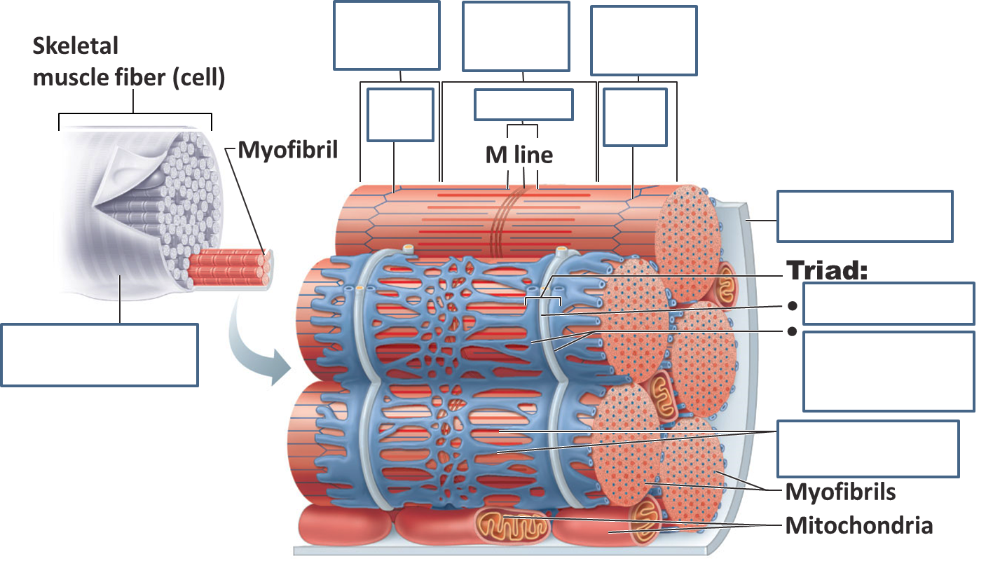 Skeletal
muscle fiber (cell)
Myofibril
M line
Triad:
Myofibrils
Mitochondria